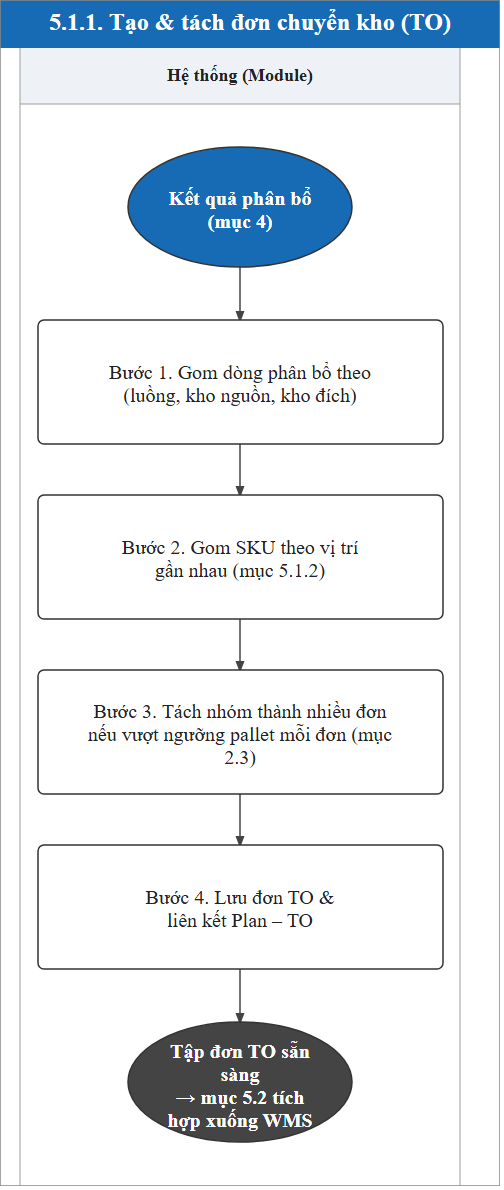 5.1.1. Tạo & tách đơn chuyển kho (TO)
Hệ thống (Module)
Kết quả phân bổ
(mục 4)
Bước 1. Gom dòng phân bổ theo
(luồng, kho nguồn, kho đích)
Bước 2. Gom SKU theo vị trí
gần nhau (mục 5.1.2)
Bước 3. Tách nhóm thành nhiều đơn
nếu vượt ngưỡng pallet mỗi đơn (mục
2.3)
Bước 4. Lưu đơn TO &
liên kết Plan – TO
Tập đơn TO sẵn
sàng
→ mục 5.2 tích
hợp xuống WMS